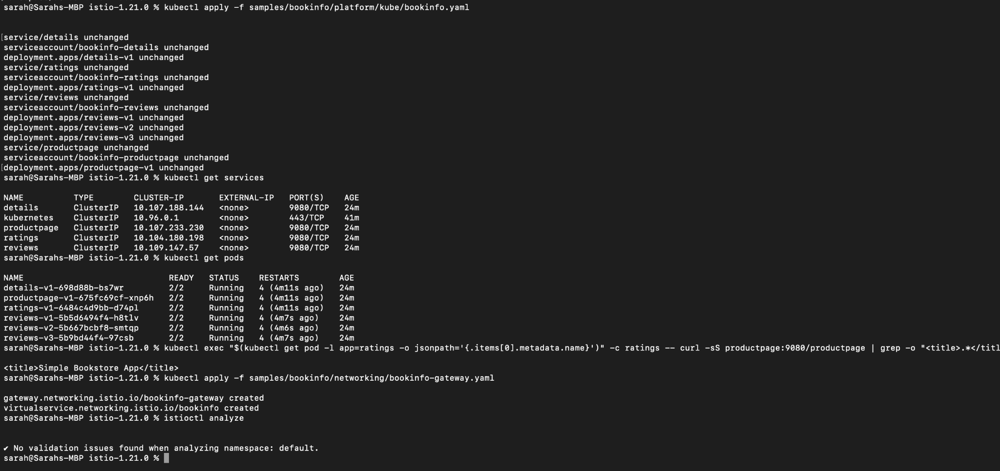 sarah@Sarahs-MBP istio-1.21.0 % kubectl apply -f samples/bookinfo/platform/kube/bookinfo.yaml
[service/details unchanged
serviceaccount/bookinfo-details unchanged
deployment.apps/details-v1 unchanged
service/ratings unchanged
serviceaccount/bookinfo-ratings unchanged
deployment.apps/ratings-v1 unchanged
service/reviews unchanged
serviceaccount/bookinfo-reviews unchanged
deployment.apps/reviews-v1 unchanged
deployment.apps/reviews-v2 unchanged
deployment.apps/reviews-v3 unchanged
service/productpage unchanged
serviceaccount/bookinfo-productpage unchanged
[deployment.apps/productpage-v1 unchanged
sarah@Sarahs-MBP istio-1.21.0 % kubectl get services
NAME          TYPE        CLUSTER-IP       EXTERNAL-IP   PORT(S)    AGE
details       ClusterIP   10.107.188.144   <none>        9080/TCP   24m
kubernetes    ClusterIP   10.96.0.1        <none>        443/TCP    41m
productpage   ClusterIP   10.107.233.230   <none>        9080/TCP   24m
ratings       ClusterIP   10.104.180.198   <none>        9080/TCP   24m
reviews       ClusterIP   10.109.147.57    <none>        9080/TCP   24m
sarah@Sarahs-MBP istio-1.21.0 % kubectl get pods
NAME                             READY   STATUS    RESTARTS      AGE
details-v1-698d88b-bs7wr         2/2     Running   4 (4m11s ago)   24m
productpage-v1-675fc69cf-xnp6h   2/2     Running   4 (4m11s ago)   24m
ratings-v1-6484c4d9bb-d74pl      2/2     Running   4 (4m11s ago)   24m
reviews-v1-5b5d6494f4-h8tlv      2/2     Running   4 (4m7s ago)    24m
reviews-v2-5b667bcbf8-smtqp      2/2     Running   4 (4m6s ago)    24m
reviews-v3-5b9bd44f4-97csb       2/2     Running   4 (4m7s ago)    24m
sarah@Sarahs-MBP istio-1.21.0 % kubectl exec "$(kubectl get pod -l app=ratings -o jsonpath='{.items[0].metadata.name}')" -c ratings -- curl -sS productpage:9080/productpage | grep -o "<title>.*</titl
<title>Simple Bookstore App</title>
sarah@Sarahs-MBP istio-1.21.0 % kubectl apply -f samples/bookinfo/networking/bookinfo-gateway.yaml
gateway.networking.istio.io/bookinfo-gateway created
virtualservice.networking.istio.io/bookinfo created
sarah@Sarahs-MBP istio-1.21.0 % istioctl analyze
✔ No validation issues found when analyzing namespace: default.
sarah@Sarahs-MBP istio-1.21.0 %